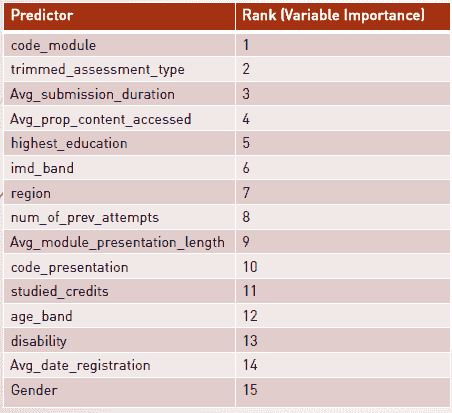 Predictor Rank (Variable Importance)
code_module 1
trimmed_assessment_type 2
Avg_submission_duration 3
Avg_prop_content_accessed 4
highest_education 5
imd_band 6
region 7
num_of_prev_attempts 8
Avg_module_presentation_length 9
code_presentation 10
studied_credits 11
age_band 12
disability 13
Avg_date_registration 14
Gender 15